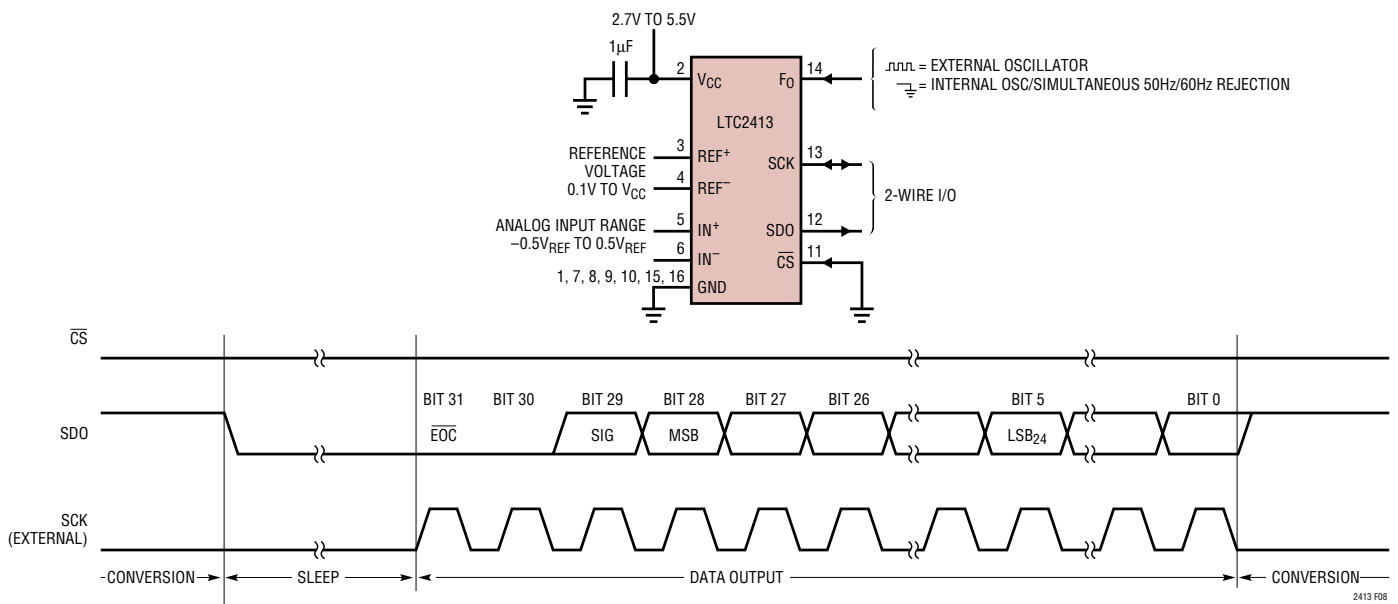 2.7V TO 5.5V
1µF
2
VCC
FO
14
= EXTERNAL OSCILLATOR
= INTERNAL OSC/SIMULTANEOUS 50Hz/60Hz REJECTION
LTC2413
REFERENCE
VOLTAGE
0.1V TO VCC
3
REF+
4
REF–
SCK
13
2-WIRE I/O
ANALOG INPUT RANGE
–0.5VREF TO 0.5VREF
5
IN+
6
IN–
SDO
12
CS
11
1, 7, 8, 9, 10, 15, 16
GND
CS
BIT 31
BIT 30
BIT 29
BIT 28
BIT 27
BIT 26
BIT 5
BIT 0
SDO
EOC
SIG
MSB
LSB24
SCK
(EXTERNAL)
CONVERSION
SLEEP
DATA OUTPUT
CONVERSION
2413 F08